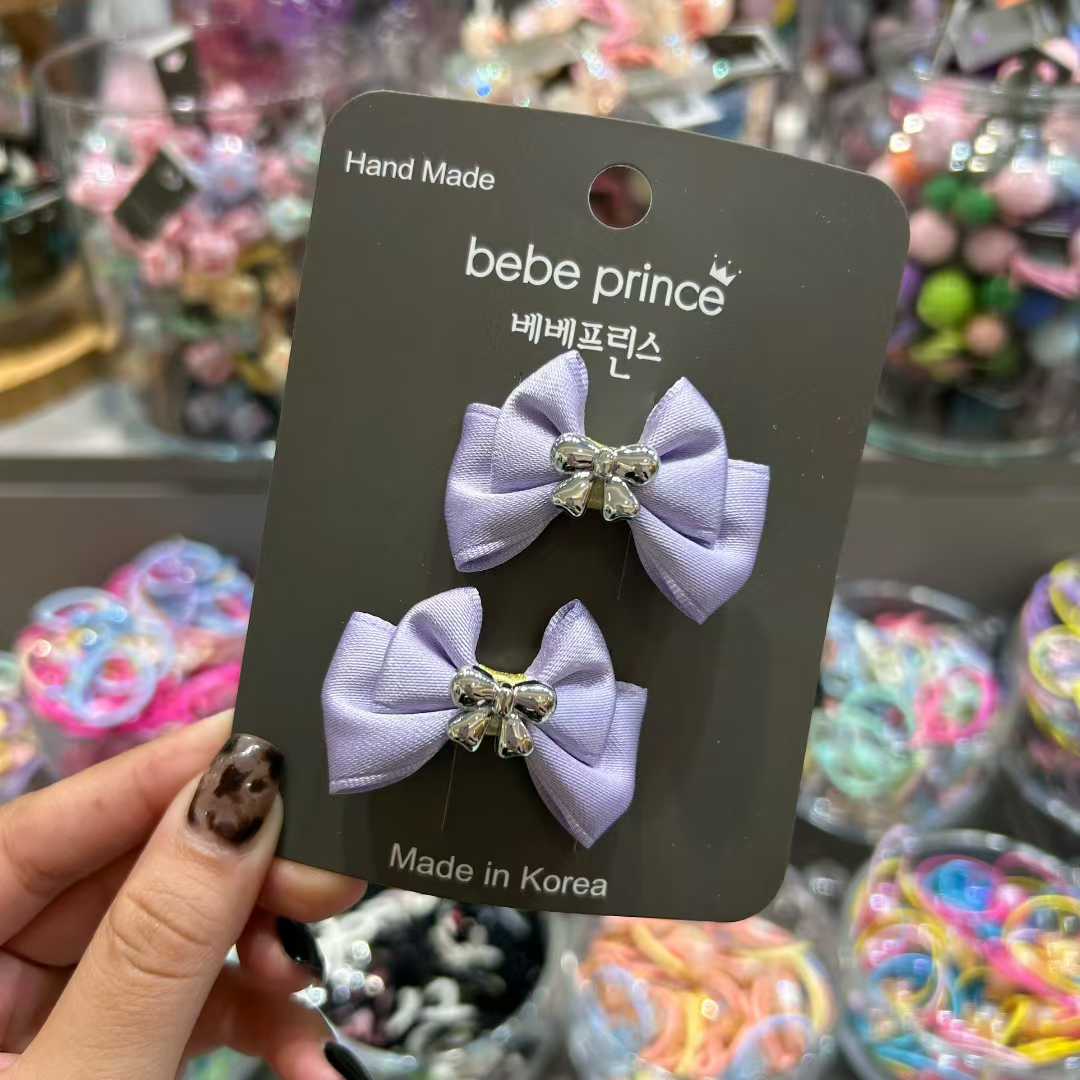 Hand Made
bebe prince
베베프린스
Made in Korea